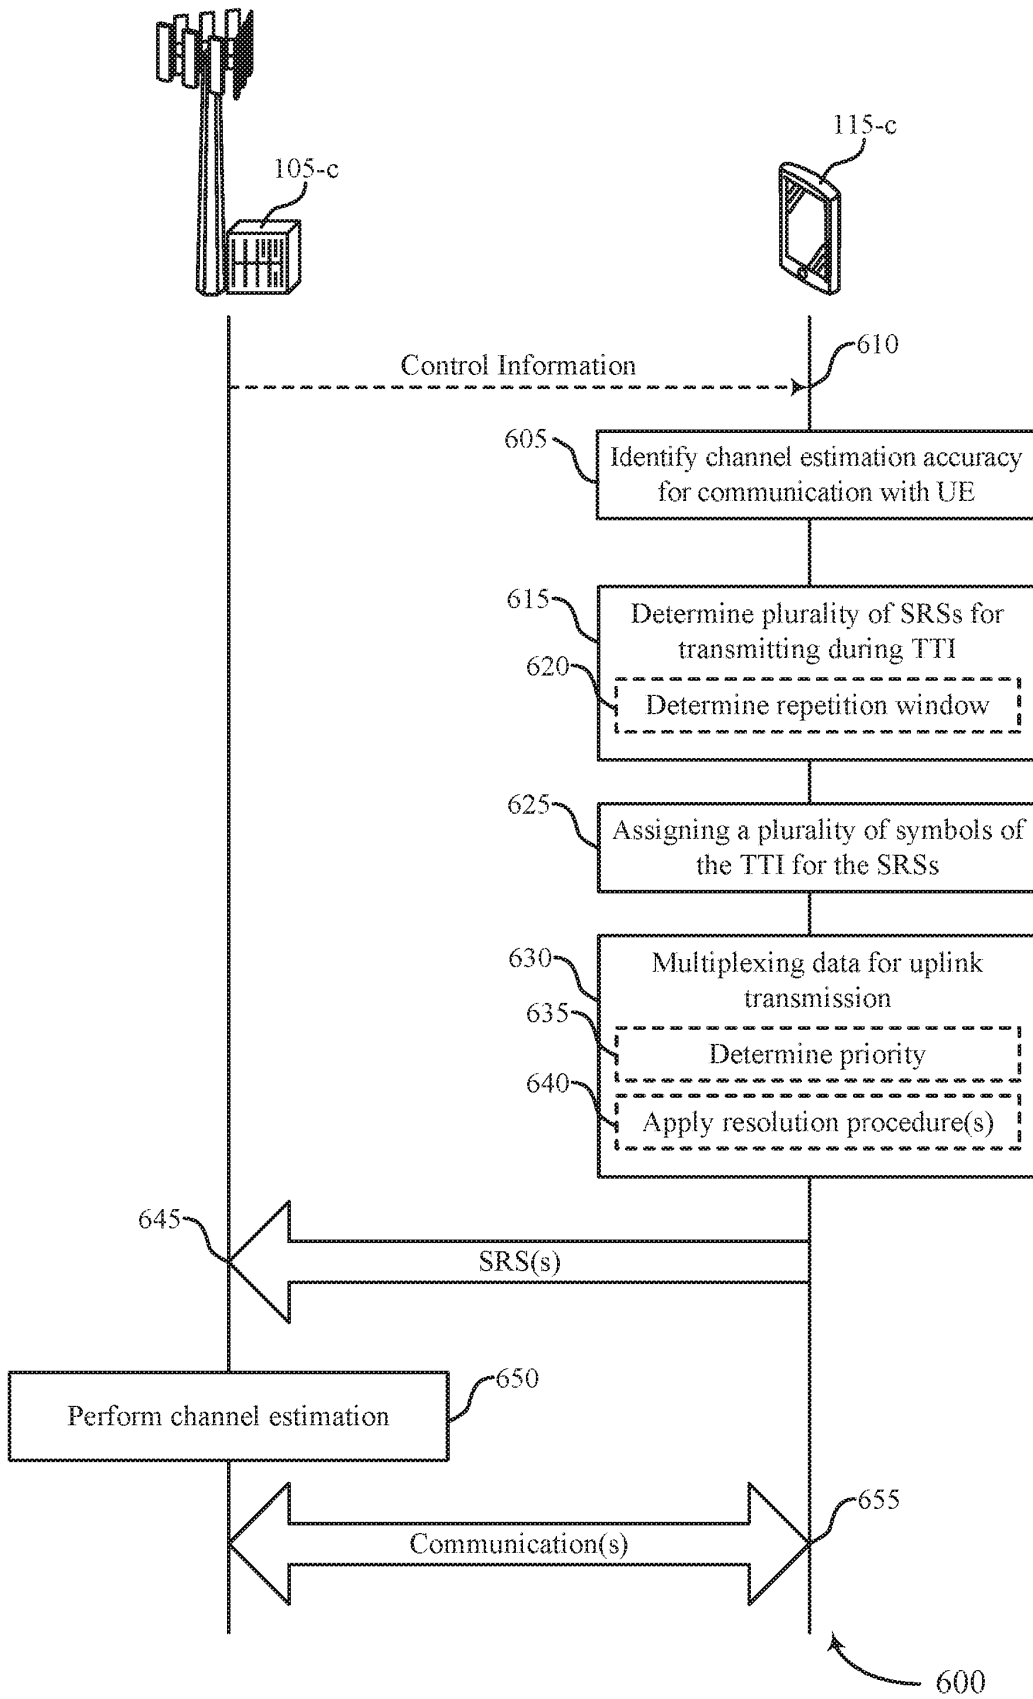 105-c
115-c
Control Information
610
605
Identify channel estimation accuracy
for communication with UE
615
Determine plurality of SRSs for
transmitting during TTI
620
Determine repetition window
625
Assigning a plurality of symbols of
the TTI for the SRSs
630
Multiplexing data for uplink
transmission
635
Determine priority
640
Apply resolution procedure(s)
645
SRS(s)
650
Perform channel estimation
655
Communication(s)
600